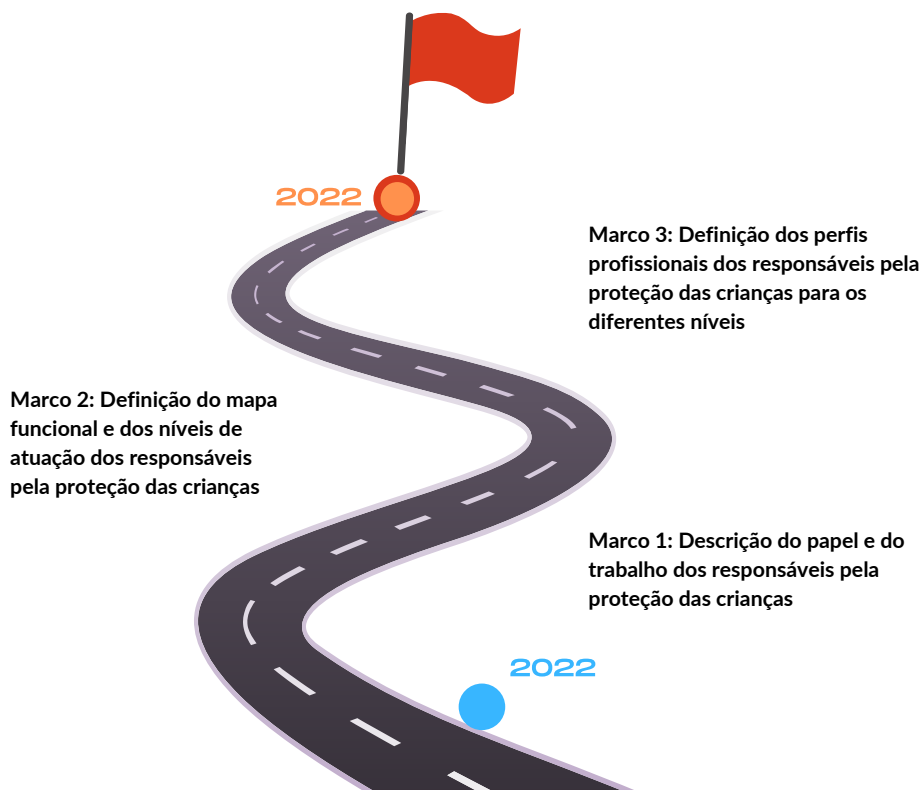 2022
Marco 3: Definição dos perfis
profissionais dos responsáveis pela
proteção das crianças para os
diferentes níveis
Marco 2: Definição do mapa
funcional e dos níveis de
atuação dos responsáveis
pela proteção das crianças
Marco 1: Descrição do papel e do
trabalho dos responsáveis pela
proteção das crianças
2022